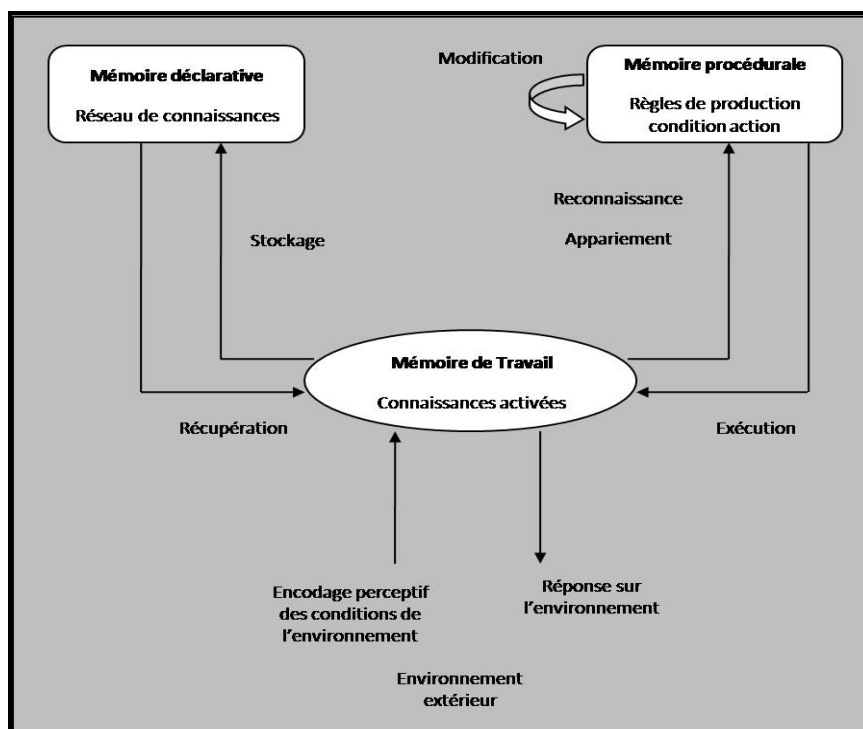 Mémoire déclarative
Réseau de connaissances
Modification
Mémoire procédurale
Règles de production
condition action
Stockage
Reconnaissance
Appariement
Mémoire de Travail
Connaissances activées
Récupération
Exécution
Encodage perceptif
des conditions de
l'environnement
Réponse sur
l'environnement
Environnement
extérieur